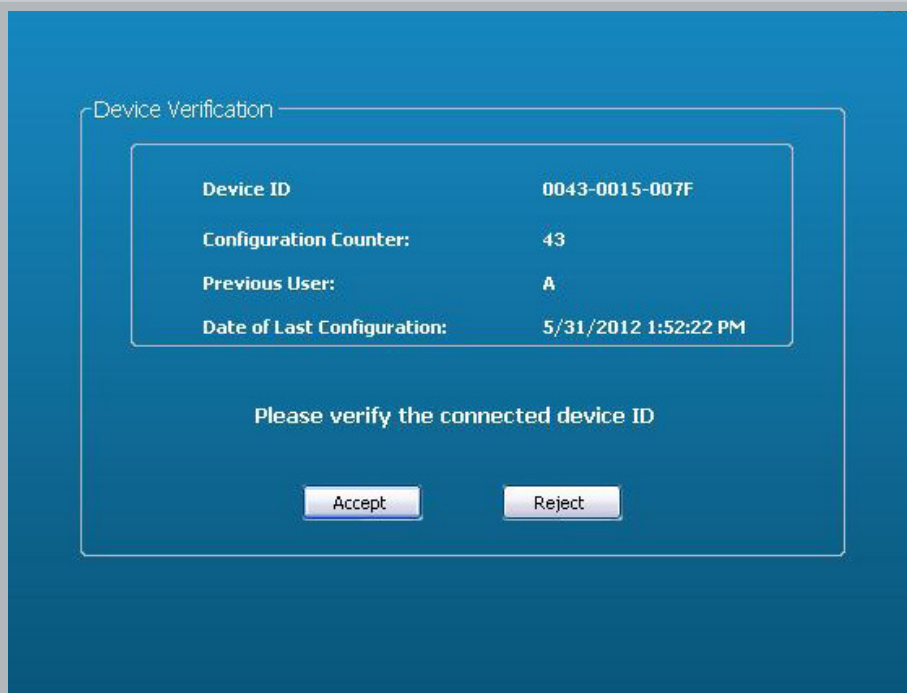 Device Verification
Device ID 0043-0015-007F
Configuration Counter: 43
Previous User: A
Date of Last Configuration: 5/31/2012 1:52:22 PM
Please verify the connected device ID
Accept Reject